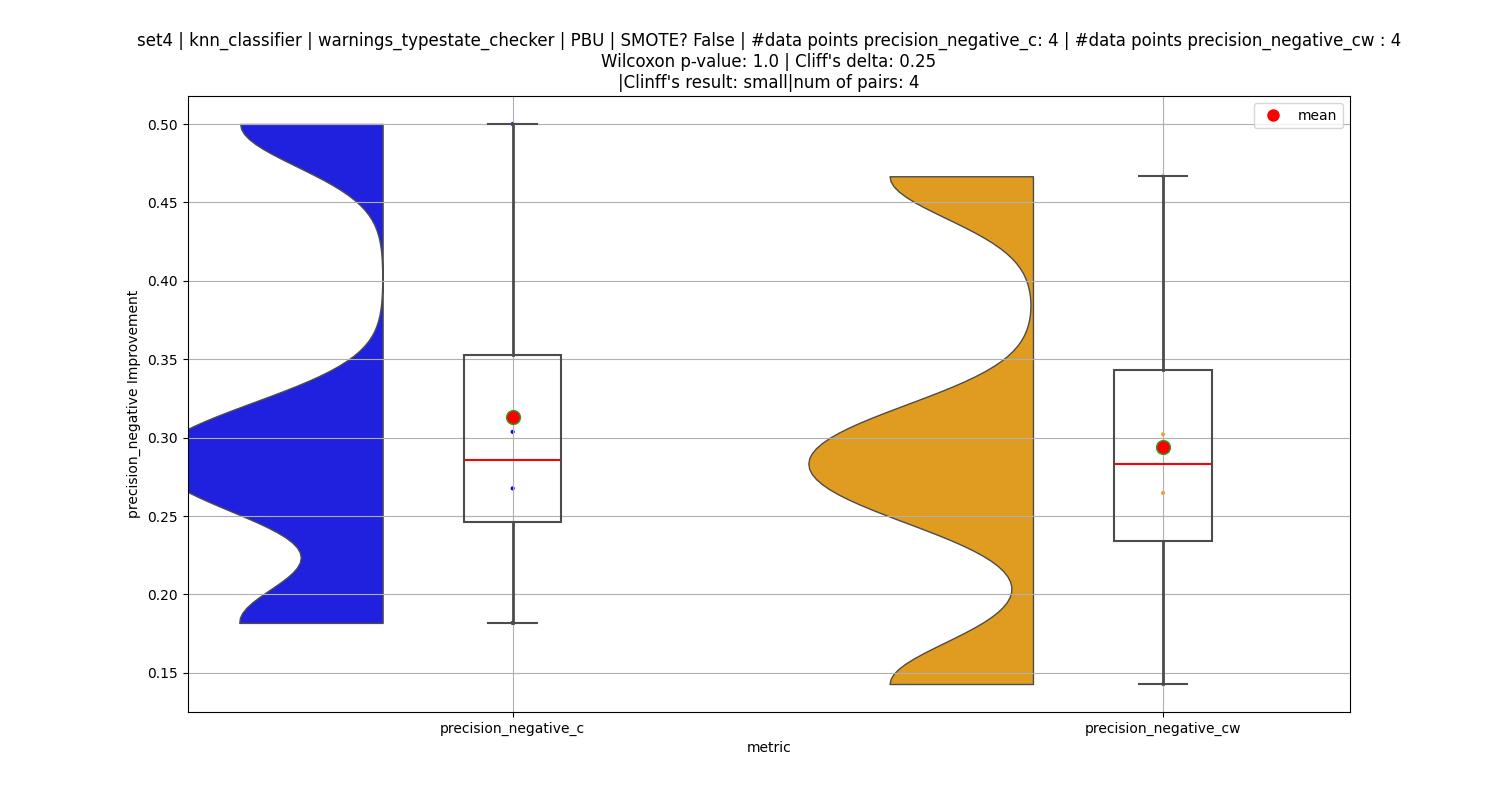 set4 | knn_classifier | warnings_typestate_checker | PBU | SMOTE? False | #data points precision_negative_c: 4 | #data points precision_negative_cw : 4
Wilcoxon p-value: 1.0 | Cliff's delta: 0.25
|Clinff's result: small|num of pairs: 4
mean
0.50
0.45
0.40
0.35
0.30
0.25
0.20
0.15
precision_negative Improvement
precision_negative_c
precision_negative_cw
metric